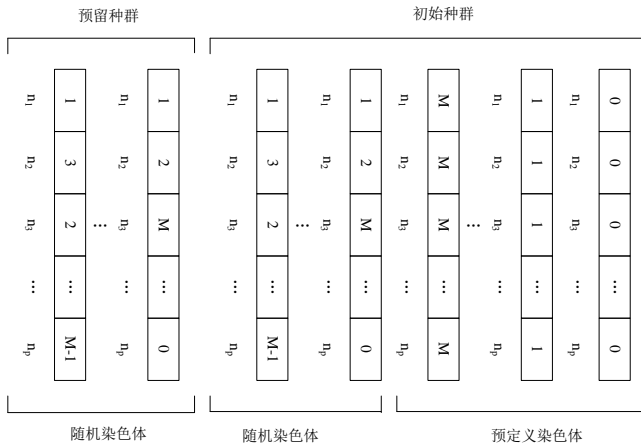 预留种群
初始种群
n₁ n₂ n₃ … nₚ
1 3 2 … M-1
…
n₁ n₂ n₃ … nₚ
1 2 M … 0
n₁ n₂ n₃ … nₚ
1 3 2 … M-1
…
n₁ n₂ n₃ … nₚ
1 2 M … 0
n₁ n₂ n₃ … nₚ
M M M … M
…
n₁ n₂ n₃ … nₚ
1 1 1 … 1
n₁ n₂ n₃ … nₚ
0 0 0 … 0
随机染色体
随机染色体
预定义染色体